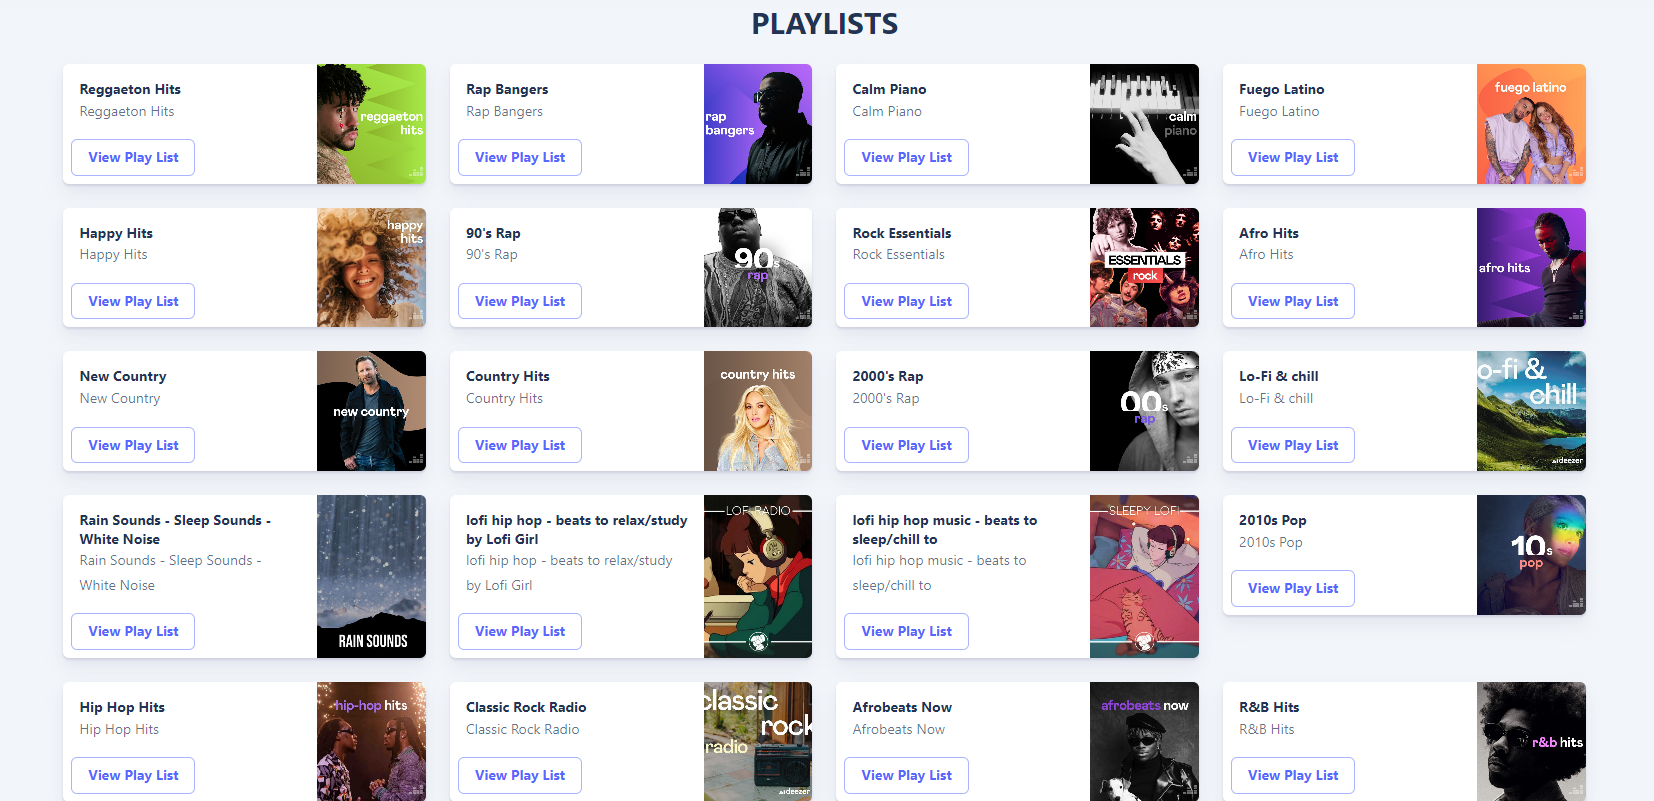 PLAYLISTS
Reggaeton Hits
Reggaeton Hits
View Play List
reggaeton
hits
Rap Bangers
Rap Bangers
View Play List
rap
bangers
Calm Piano
Calm Piano
View Play List
calm
piano
Fuego Latino
Fuego Latino
View Play List
fuego latino
Happy Hits
Happy Hits
View Play List
happy
hits
90's Rap
90's Rap
View Play List
90s
rap
Rock Essentials
Rock Essentials
View Play List
ESSENTIALS
rock
Afro Hits
Afro Hits
View Play List
afro hits
New Country
New Country
View Play List
new country
Country Hits
Country Hits
View Play List
country hits
2000's Rap
2000's Rap
View Play List
00s
rap
Lo-Fi & chill
Lo-Fi & chill
View Play List
o-fi &
chill
deezer
Rain Sounds - Sleep Sounds -
White Noise
Rain Sounds - Sleep Sounds -
White Noise
View Play List
RAIN SOUNDS
lofi hip hop - beats to relax/study
by Lofi Girl
lofi hip hop - beats to relax/study
by Lofi Girl
View Play List
LOFI RADIO
lofi hip hop music - beats to
sleep/chill to
lofi hip hop music - beats to
sleep/chill to
View Play List
SLEEPY LOFI
2010s Pop
2010s Pop
View Play List
10s
pop
Hip Hop Hits
Hip Hop Hits
View Play List
hip-hop hits
Classic Rock Radio
Classic Rock Radio
View Play List
classic
rock
radio
deezer
Afrobeats Now
Afrobeats Now
View Play List
afrobeats now
R&B Hits
R&B Hits
View Play List
r&b hits